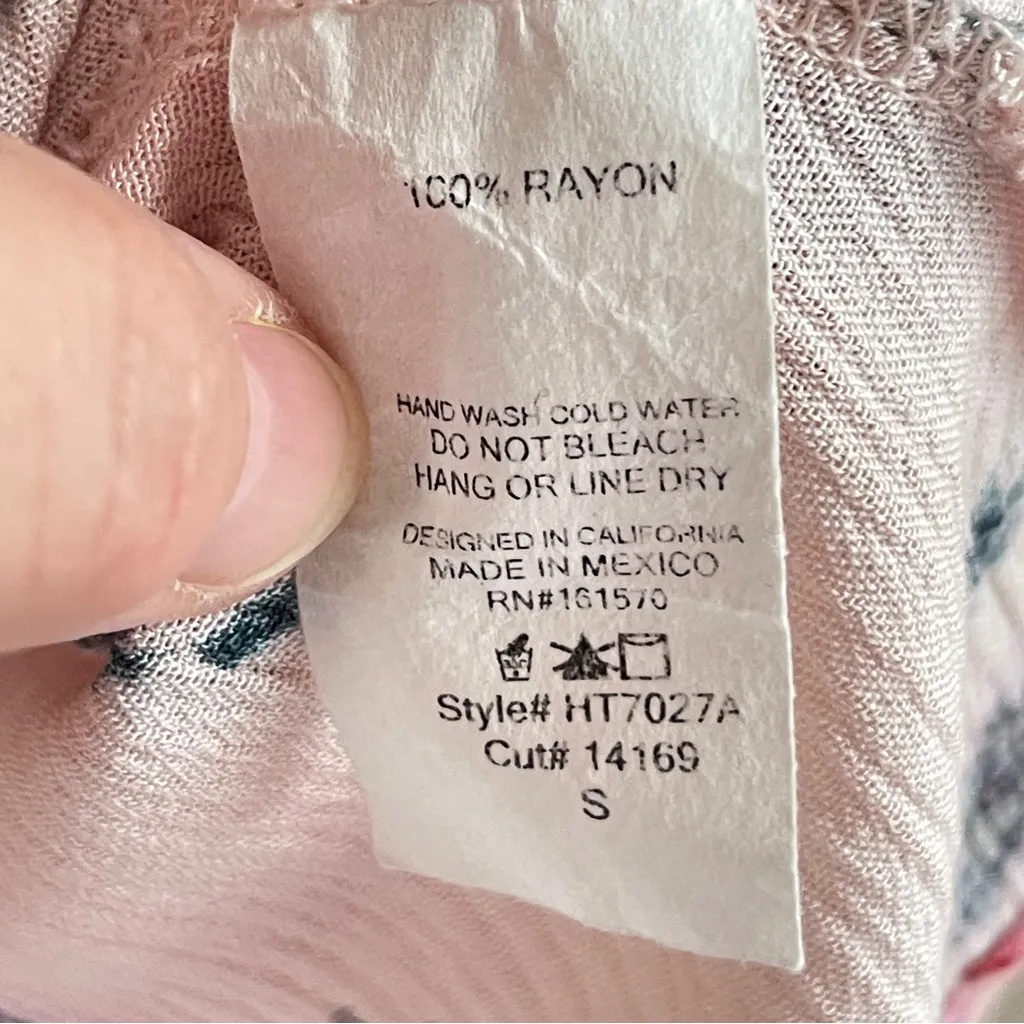 100% RAYON
HAND WASH COLD WATER
DO NOT BLEACH
HANG OR LINE DRY
DESIGNED IN CALIFORNIA
MADE IN MEXICO
RN#161570
Style# HT7027A
Cut# 14169
S